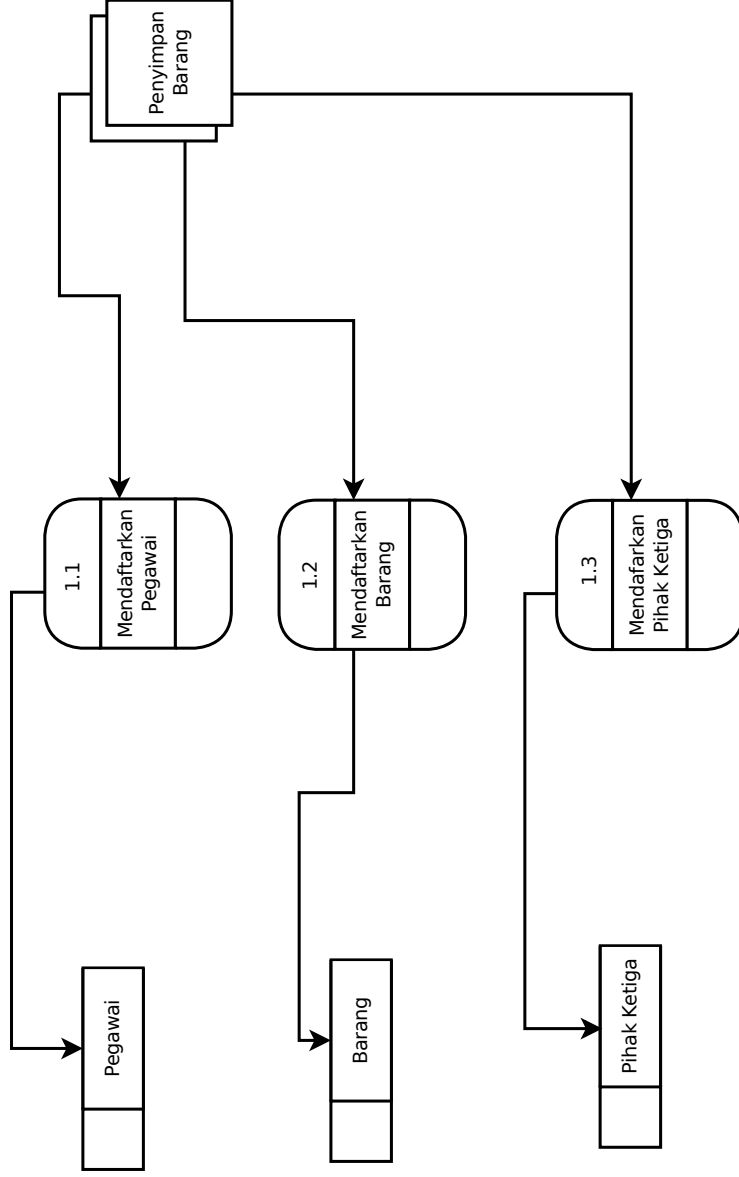 Penyimpan
Barang
1.1
Mendaftarkan
Pegawai
1.2
Mendaftarkan
Barang
1.3
Mendafarkan
Pihak Ketiga
Pegawai
Barang
Pihak Ketiga